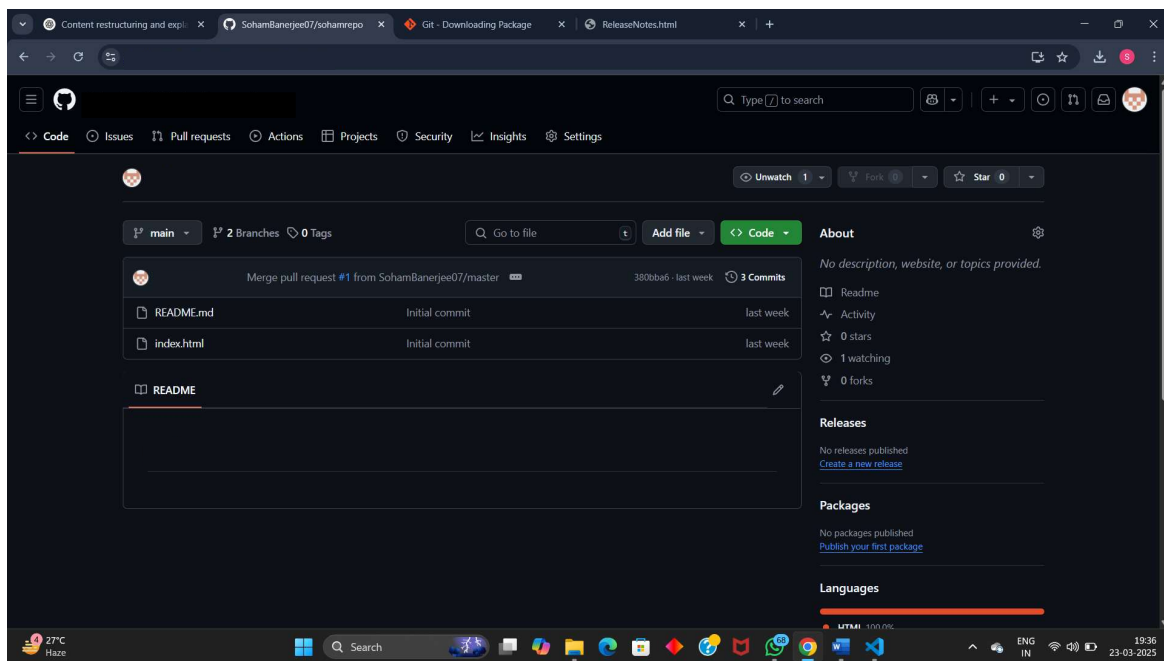 Content restructuring and expla
SohamBanerjee07/sohamrepo
Git - Downloading Package
ReleaseNotes.html
S
Type / to search
Code
Issues
Pull requests
Actions
Projects
Security
Insights
Settings
Unwatch 1
Fork 0
Star 0
main
2 Branches
0 Tags
Go to file
t
Add file
Code
About
Merge pull request #1 from SohamBanerjee07/master
380bba6 · last week
3 Commits
No description, website, or topics provided.
README.md
Initial commit
last week
index.html
Initial commit
last week
Readme
Activity
0 stars
1 watching
0 forks
README
Releases
No releases published
Create a new release
Packages
No packages published
Publish your first package
Languages
HTML 100.0%
4
27°C
Haze
Search
68
ENG
IN
19:36
23-03-2025